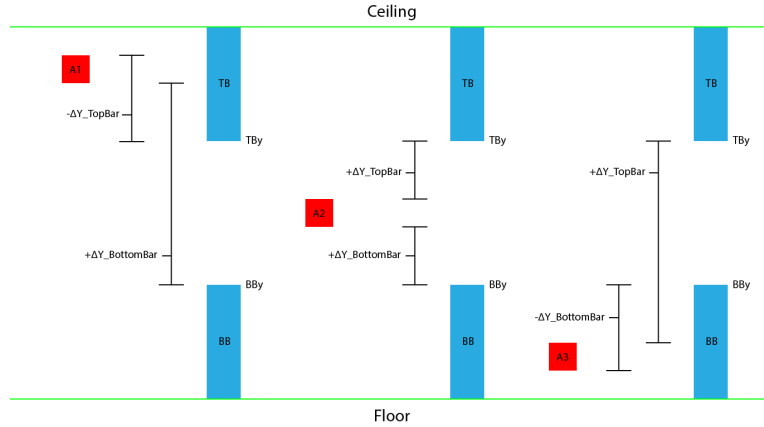 Ceiling
A1
TB
TB
TB
-ΔY_TopBar
TBy
TBy
TBy
+ΔY_TopBar
+ΔY_TopBar
A2
+ΔY_BottomBar
+ΔY_BottomBar
BBy
BBy
BBy
-ΔY_BottomBar
BB
BB
BB
A3
Floor